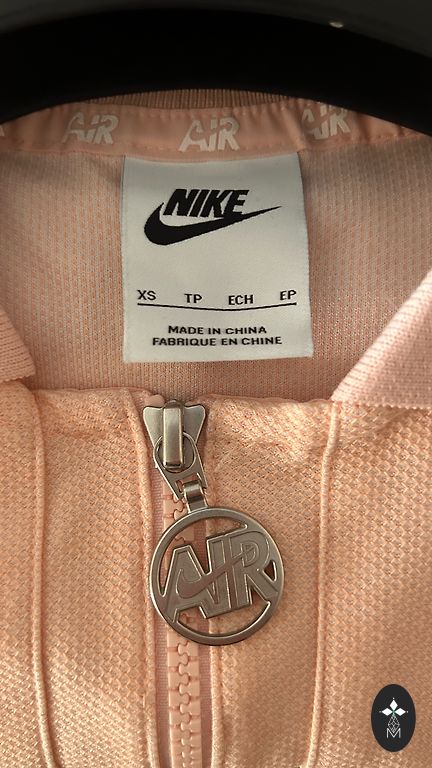 AIR AIR AIR
NIKE
XS TP ECH EP
MADE IN CHINA
FABRIQUE EN CHINE
AIR
M